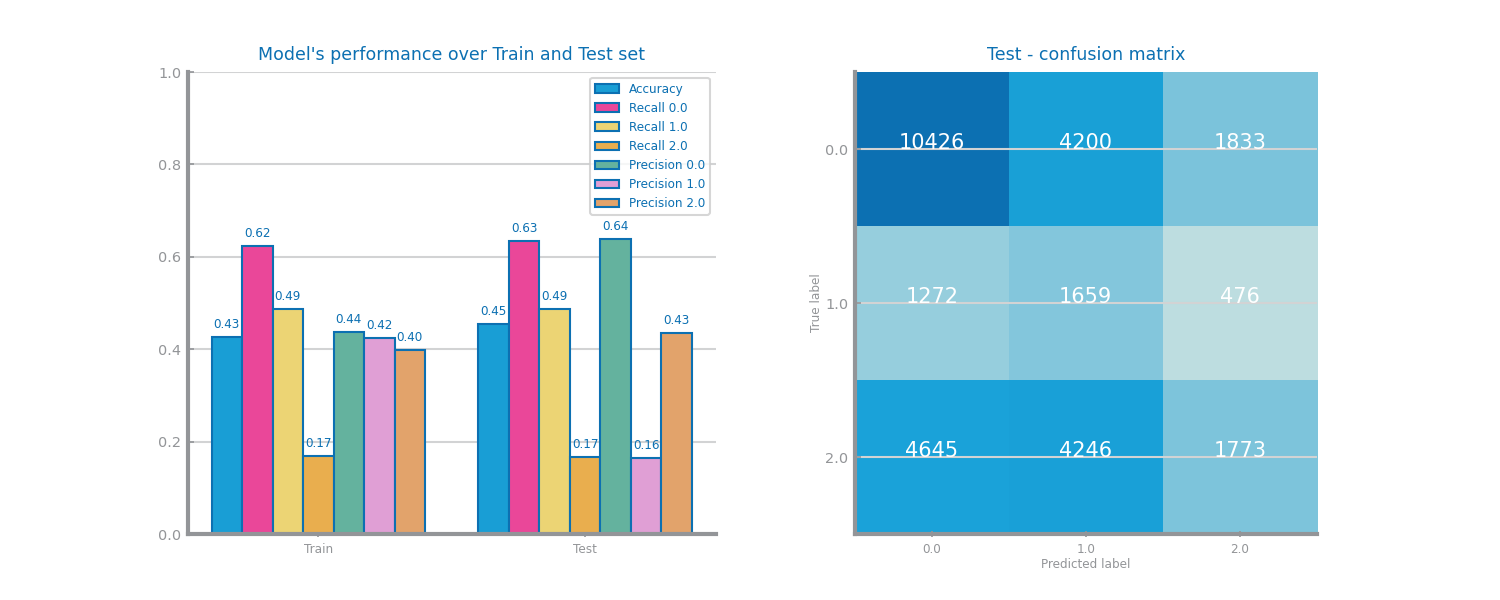 Model's performance over Train and Test set
1.0
0.8
0.6
0.4
0.2
0.0
Accuracy
Recall 0.0
Recall 1.0
Recall 2.0
Precision 0.0
Precision 1.0
Precision 2.0
0.43
0.62
0.49
0.17
0.44
0.42
0.40
0.45
0.63
0.49
0.17
0.64
0.16
0.43
Train
Test
Test - confusion matrix
True label
0.0
10426 4200 1833
1.0
1272 1659 476
2.0
4645 4246 1773
0.0 1.0 2.0
Predicted label